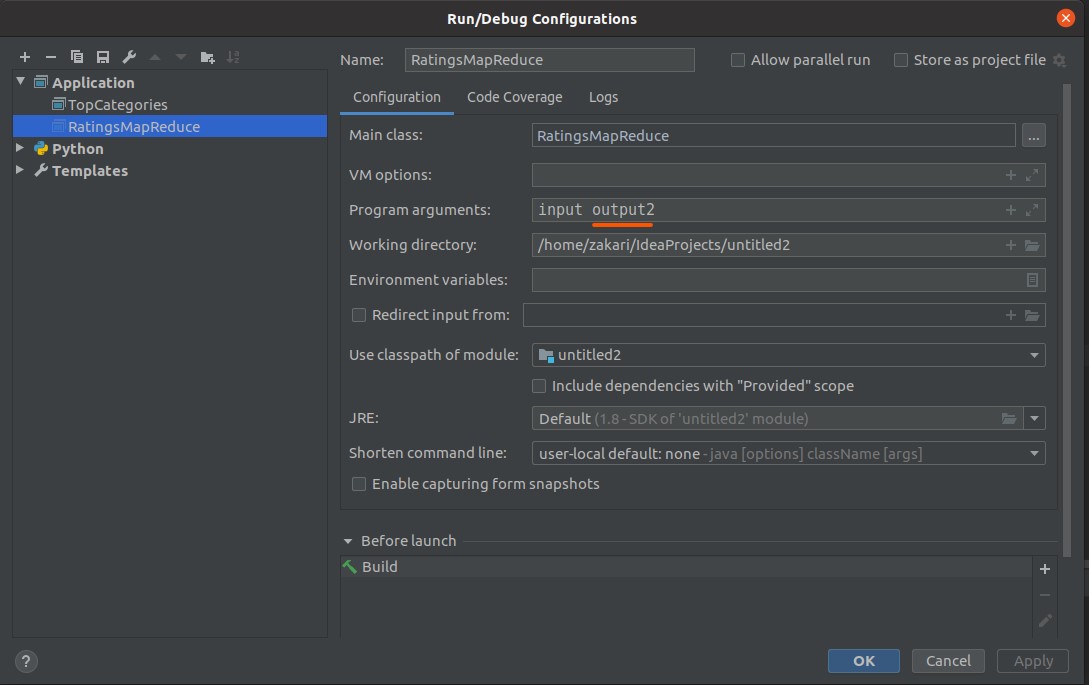 Run/Debug Configurations
Application
TopCategories
RatingsMapReduce
Python
Templates
Name: RatingsMapReduce Allow parallel run Store as project file
Configuration Code Coverage Logs
Main class: RatingsMapReduce ...
VM options:
Program arguments: input output2
Working directory: /home/zakari/IdeaProjects/untitled2
Environment variables:
Redirect input from:
Use classpath of module: untitled2
Include dependencies with "Provided" scope
JRE: Default (1.8 - SDK of 'untitled2' module)
Shorten command line: user-local default: none - java [options] className [args]
Enable capturing form snapshots
Before launch
Build
? OK Cancel Apply